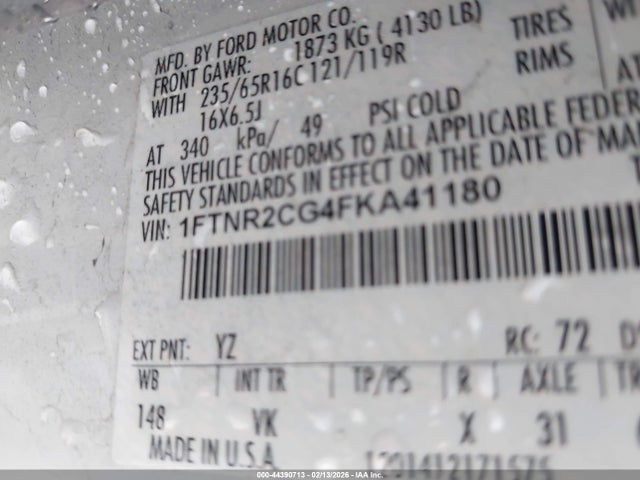 MFD. BY FORD MOTOR CO.
FRONT GAWR: 1873 KG ( 4130 LB)
WITH 235/65R16C 121/119R TIRES
16X6.5J RIMS
AT 340 kPa/ 49 PSI COLD
THIS VEHICLE CONFORMS TO ALL APPLICABLE FEDER
SAFETY STANDARDS IN EFFECT ON THE DATE OF MA
VIN: 1FTNR2CG4FKA41180
EXT PNT: YZ RC: 72
WB INT TR TP/PS R AXLE TR
148 VK X 31
MADE IN U.S.A.
000-44390713 - 02/13/2026 - IAA Inc.